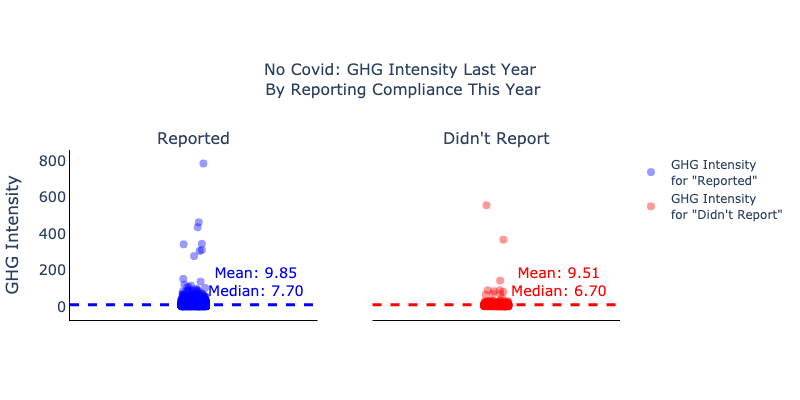 No Covid: GHG Intensity Last Year
By Reporting Compliance This Year
Reported
Didn't Report
GHG Intensity
800
600
400
200
0
Mean: 9.85
Median: 7.70
Mean: 9.51
Median: 6.70
GHG Intensity
for "Reported"
GHG Intensity
for "Didn't Report"